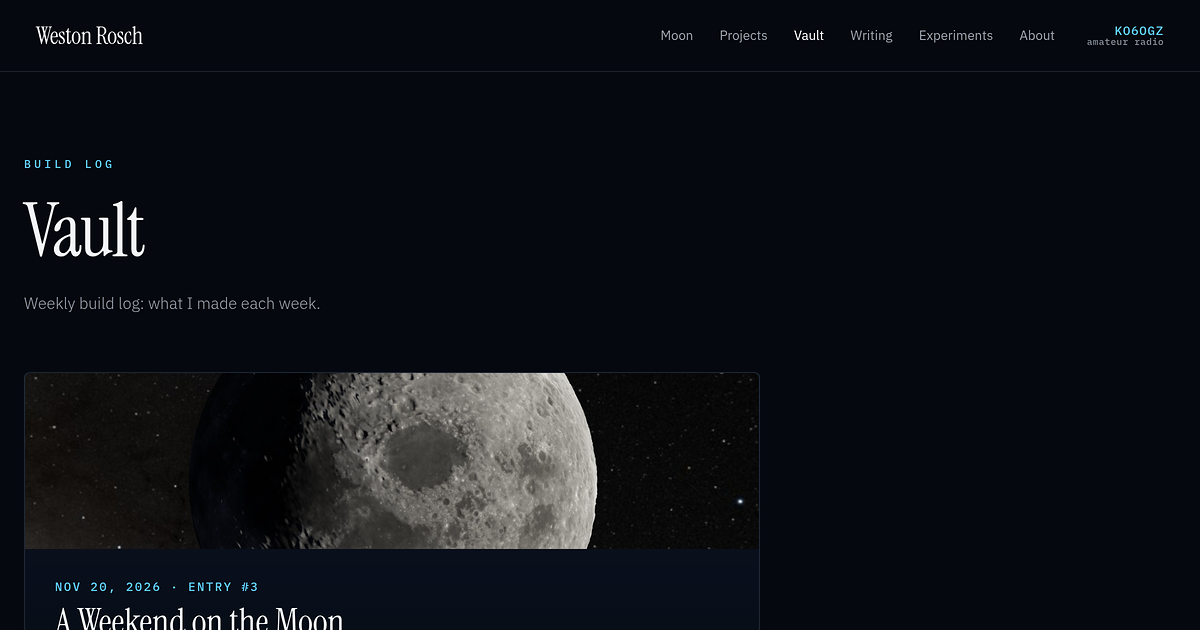 Weston Rosch
Moon Projects Vault Writing Experiments About
KO6OGZ
amateur radio
BUILD LOG
Vault
Weekly build log: what I made each week.
NOV 20, 2026 · ENTRY #3
A Weekend on the Moon